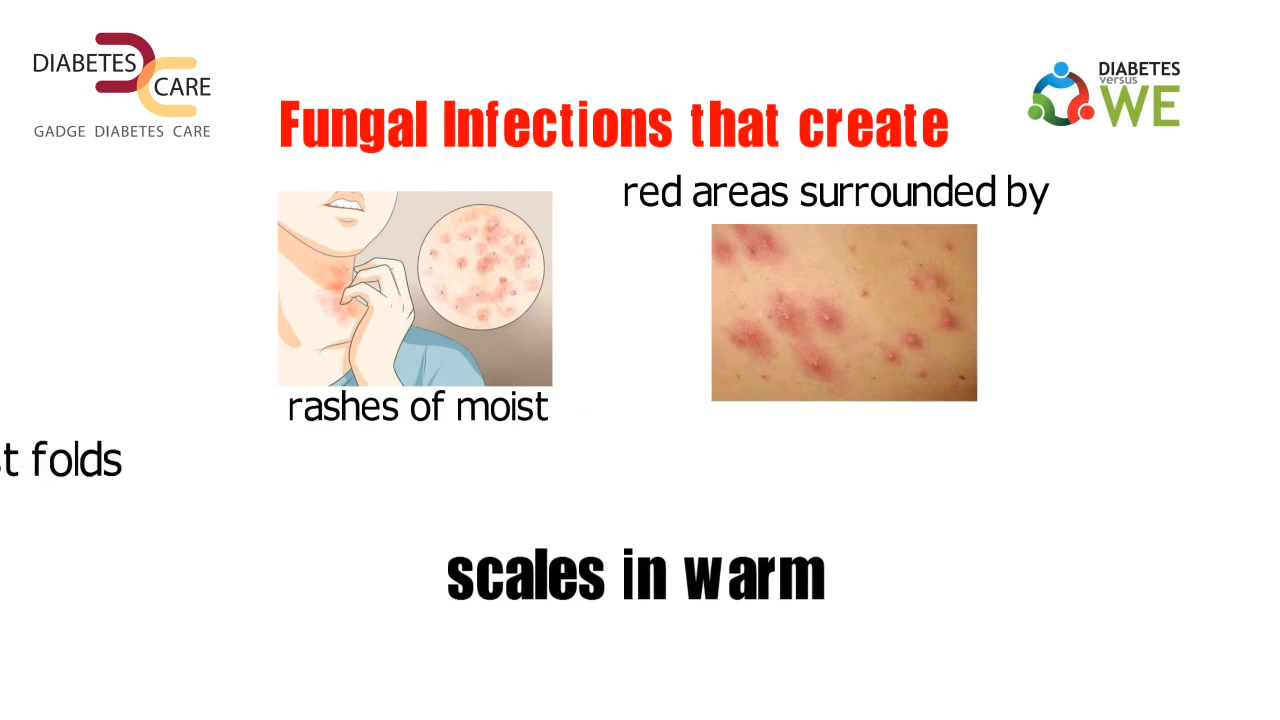 DIABETES
CARE
GADGE DIABETES CARE
DIABETES
versus
WE
Fungal Infections that create
red areas surrounded by
rashes of moist
t folds
scales in warm